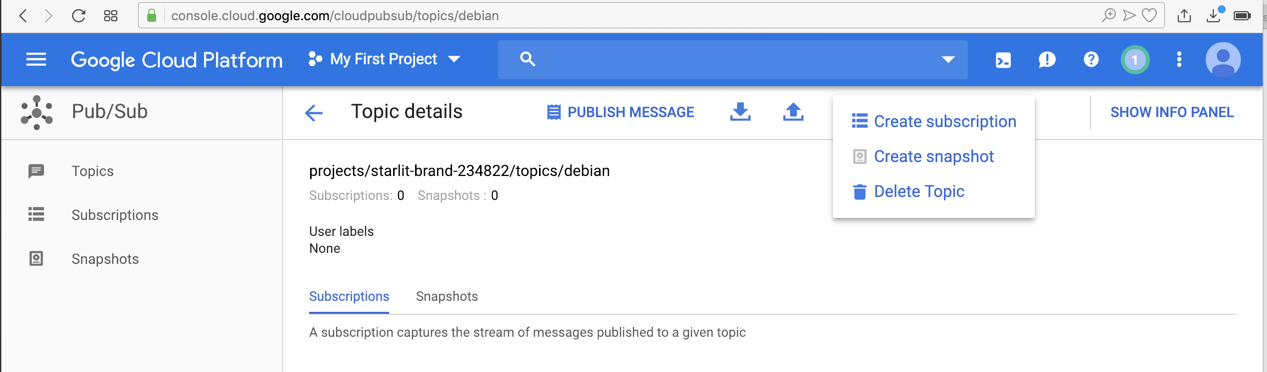 console.cloud.google.com/cloudpubsub/topics/debian
Google Cloud Platform
My First Project
1
Pub/Sub
Topic details
PUBLISH MESSAGE
SHOW INFO PANEL
Create subscription
Create snapshot
Delete Topic
Topics
Subscriptions
Snapshots
projects/starlit-brand-234822/topics/debian
Subscriptions: 0 Snapshots : 0
User labels
None
Subscriptions Snapshots
A subscription captures the stream of messages published to a given topic